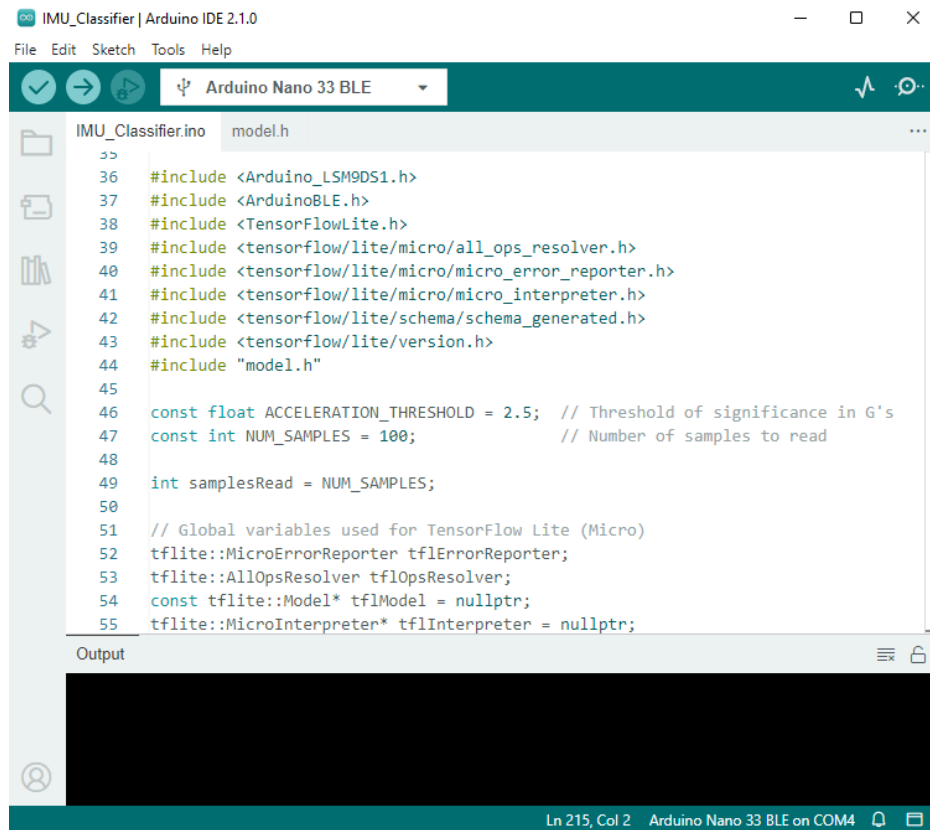 IMU_Classifier | Arduino IDE 2.1.0
File Edit Sketch Tools Help
Arduino Nano 33 BLE
IMU_Classifier.ino model.h
35
36 #include <Arduino_LSM9DS1.h>
37 #include <ArduinoBLE.h>
38 #include <TensorFlowLite.h>
39 #include <tensorflow/lite/micro/all_ops_resolver.h>
40 #include <tensorflow/lite/micro/micro_error_reporter.h>
41 #include <tensorflow/lite/micro/micro_interpreter.h>
42 #include <tensorflow/lite/schema/schema_generated.h>
43 #include <tensorflow/lite/version.h>
44 #include "model.h"
45
46 const float ACCELERATION_THRESHOLD = 2.5;  // Threshold of significance in G's
47 const int NUM_SAMPLES = 100;               // Number of samples to read
48
49 int samplesRead = NUM_SAMPLES;
50
51 // Global variables used for TensorFlow Lite (Micro)
52 tflite::MicroErrorReporter tflErrorReporter;
53 tflite::AllOpsResolver tflOpsResolver;
54 const tflite::Model* tflModel = nullptr;
55 tflite::MicroInterpreter* tflInterpreter = nullptr;
Output
Ln 215, Col 2 Arduino Nano 33 BLE on COM4